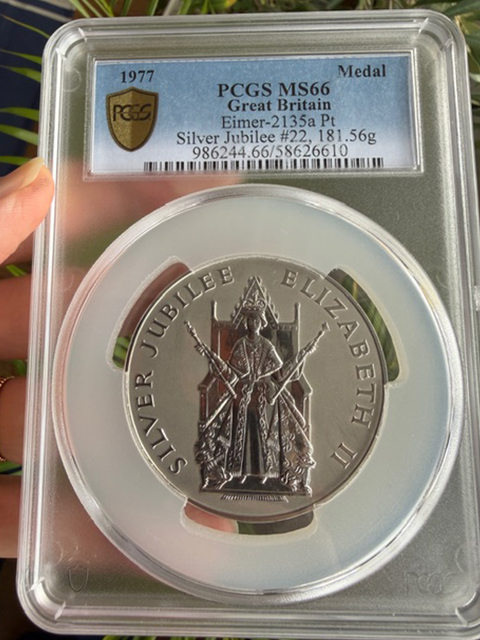 1977
Medal
PCGS
PCGS MS66
Great Britain
Eimer-2135a Pt
Silver Jubilee #22, 181.56g
986244.66/58626610
SILVER JUBILEE ELIZABETH II